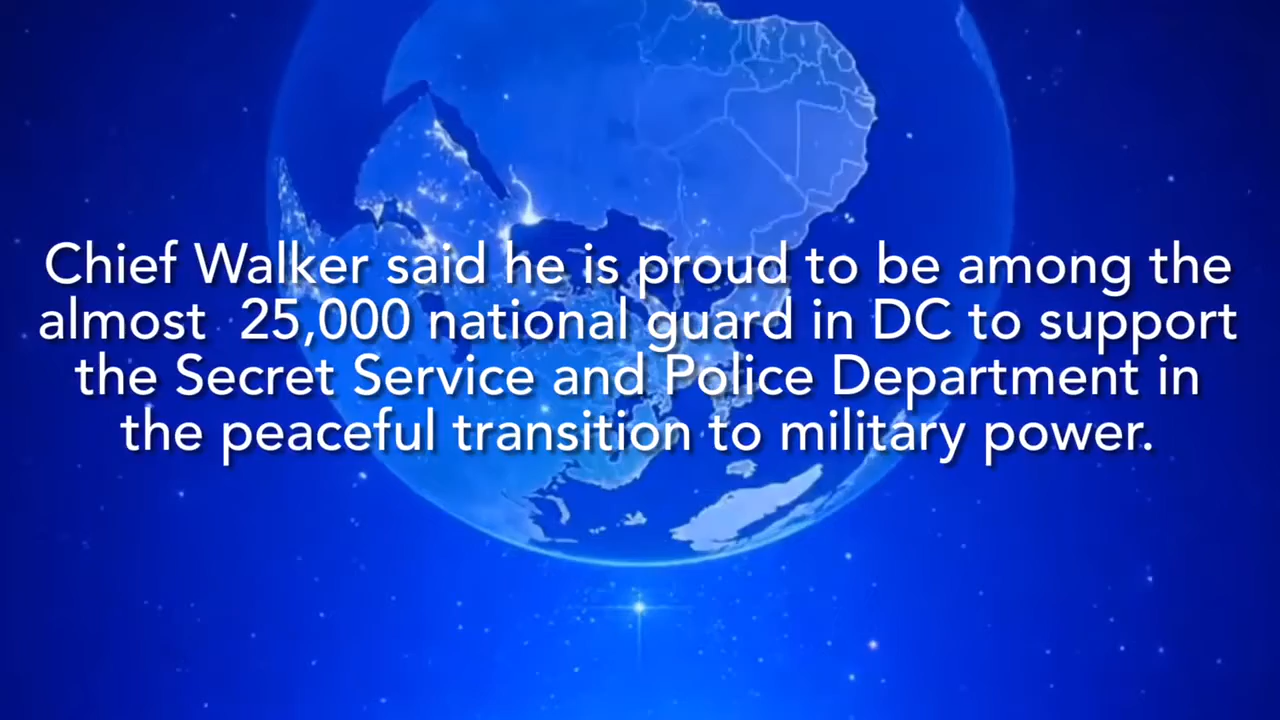 Chief Walker said he is proud to be among the
almost  25,000 national guard in DC to support
the Secret Service and Police Department in
the peaceful transition to military power.